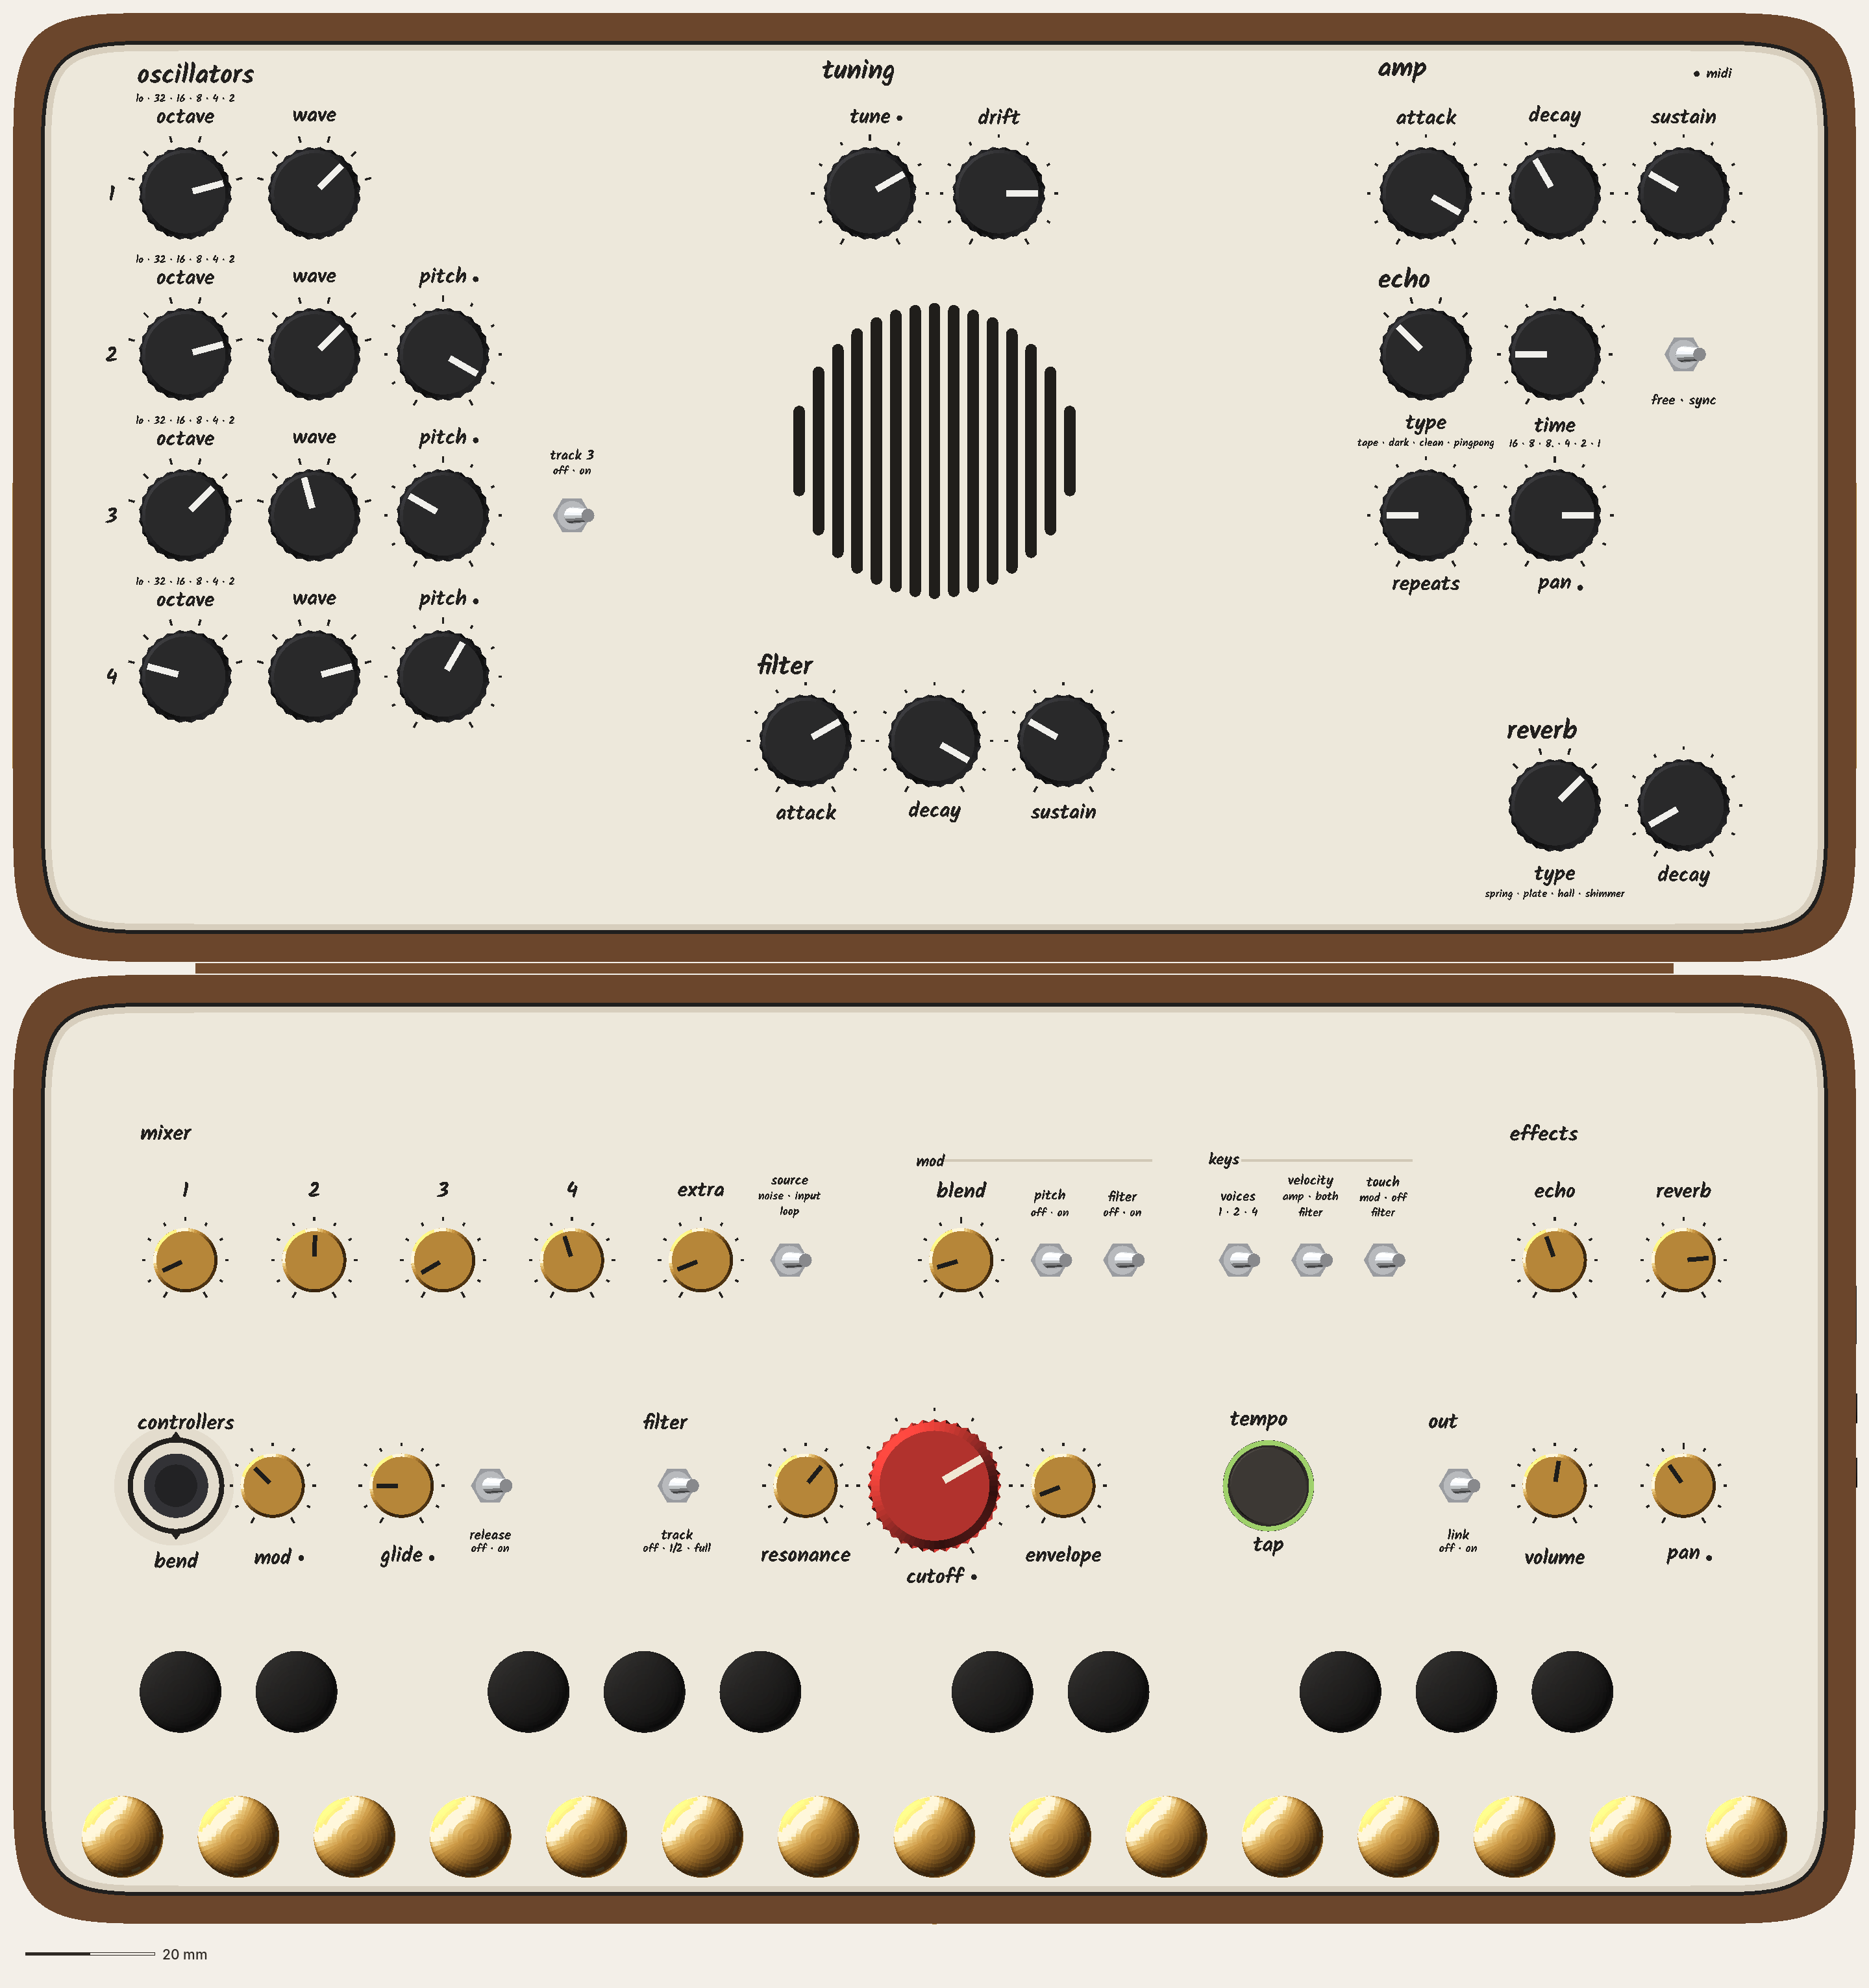 oscillators
lo · 32 · 16 · 8 · 4 · 2
octave
wave
1
lo · 32 · 16 · 8 · 4 · 2
octave
wave
pitch •
2
lo · 32 · 16 · 8 · 4 · 2
octave
wave
pitch •
3
track 3
off · on
lo · 32 · 16 · 8 · 4 · 2
octave
wave
pitch •
4
tuning
tune •
drift
filter
attack
decay
sustain
amp
• midi
attack
decay
sustain
echo
type
tape · dark · clean · pingpong
time
16 · 8 · 8. · 4 · 2 · 1
free · sync
repeats
pan •
reverb
type
spring · plate · hall · shimmer
decay
mixer
1
2
3
4
extra
source
noise · input
loop
mod
blend
pitch
off · on
filter
off · on
keys
voices
1 · 2 · 4
velocity
amp · both
filter
touch
mod · off
filter
effects
echo
reverb
controllers
bend
mod •
glide •
release
off · on
filter
track
off · 1/2 · full
resonance
cutoff •
envelope
tempo
tap
out
link
off · on
volume
pan •
20 mm